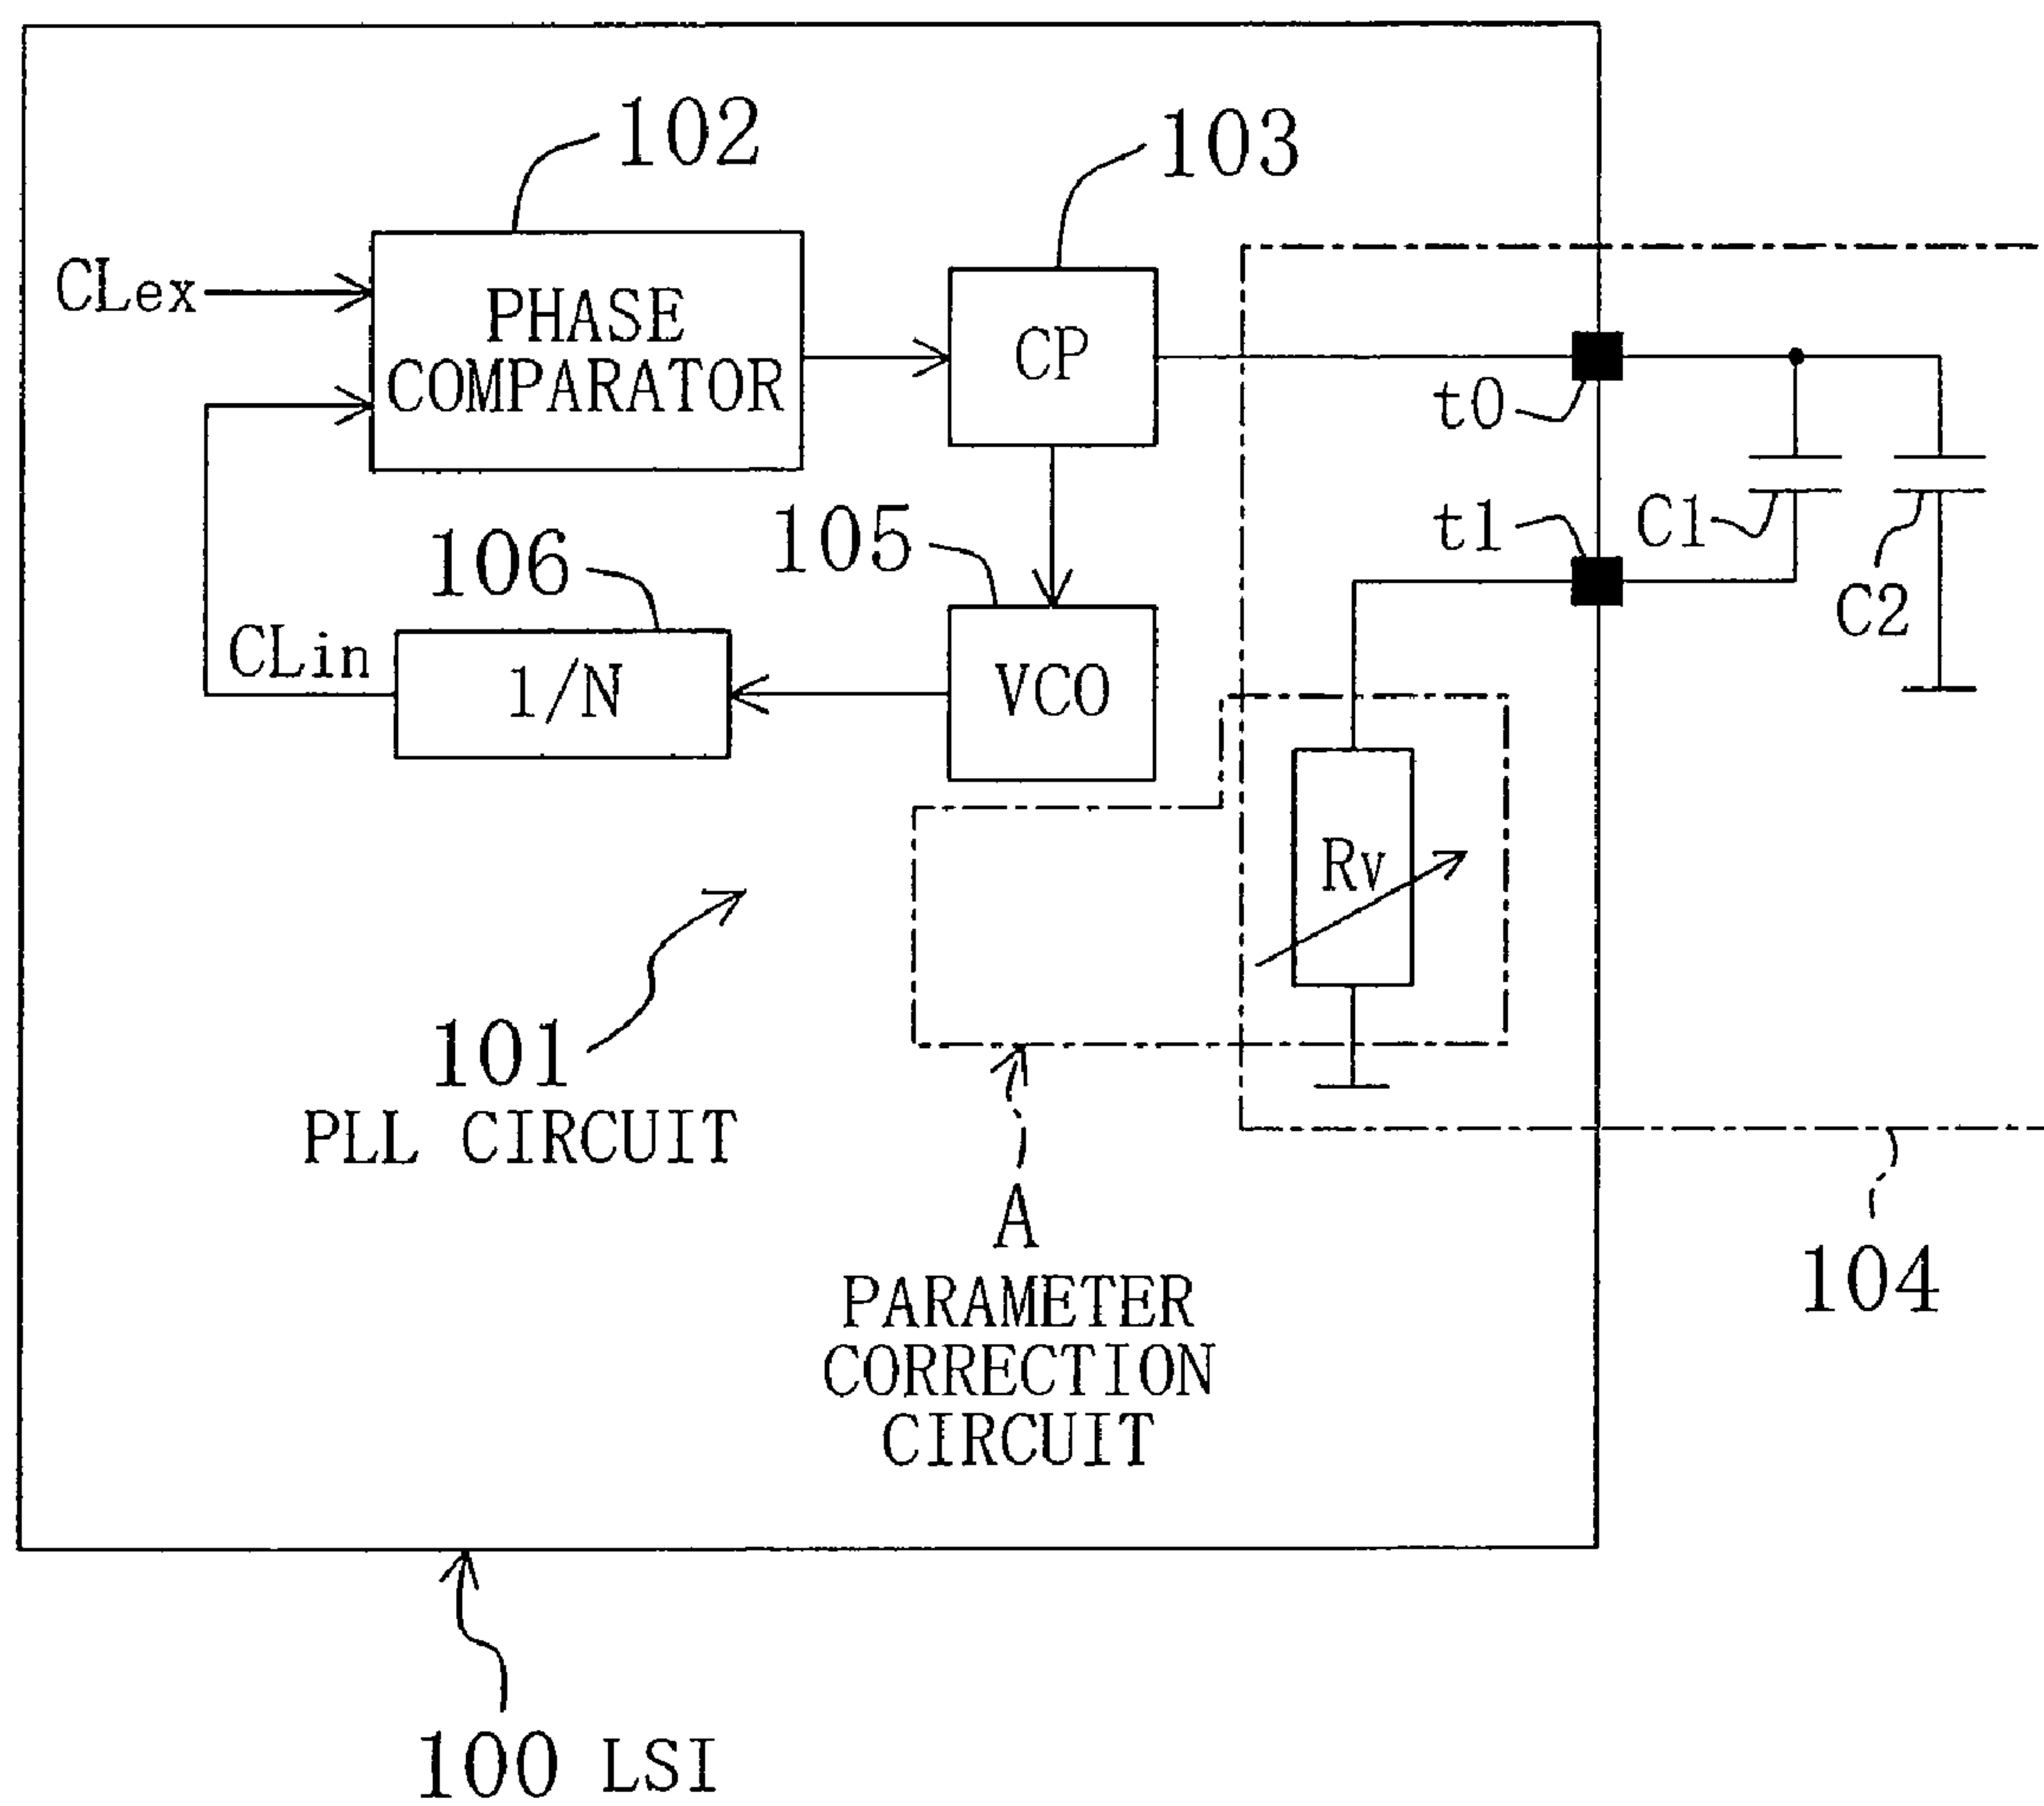 102
103
CLex
PHASE
COMPARATOR
CP
t0
t1
C1
C2
105
106
CLin
1/N
VCO
Rv
101
PLL CIRCUIT
A
PARAMETER
CORRECTION
CIRCUIT
104
100 LSI